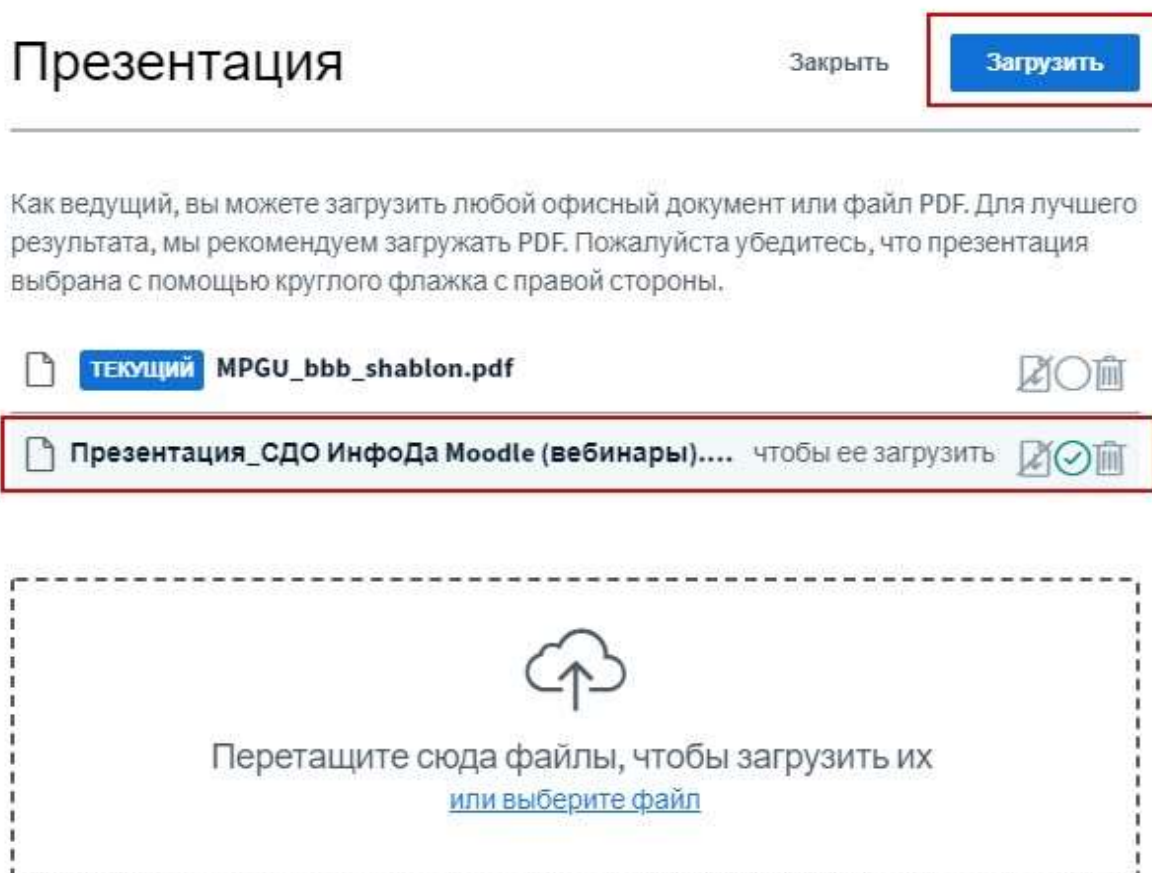 Презентация
Закрыть
Загрузить
Как ведущий, вы можете загрузить любой офисный документ или файл PDF. Для лучшего
результата, мы рекомендуем загружать PDF. Пожалуйста убедитесь, что презентация
выбрана с помощью круглого флажка с правой стороны.
ТЕКУЩИЙ MPGU_bbb_shablon.pdf
Презентация_СДО ИнфоДа Moodle (вебинары).... чтобы ее загрузить
Перетащите сюда файлы, чтобы загрузить их
или выберите файл